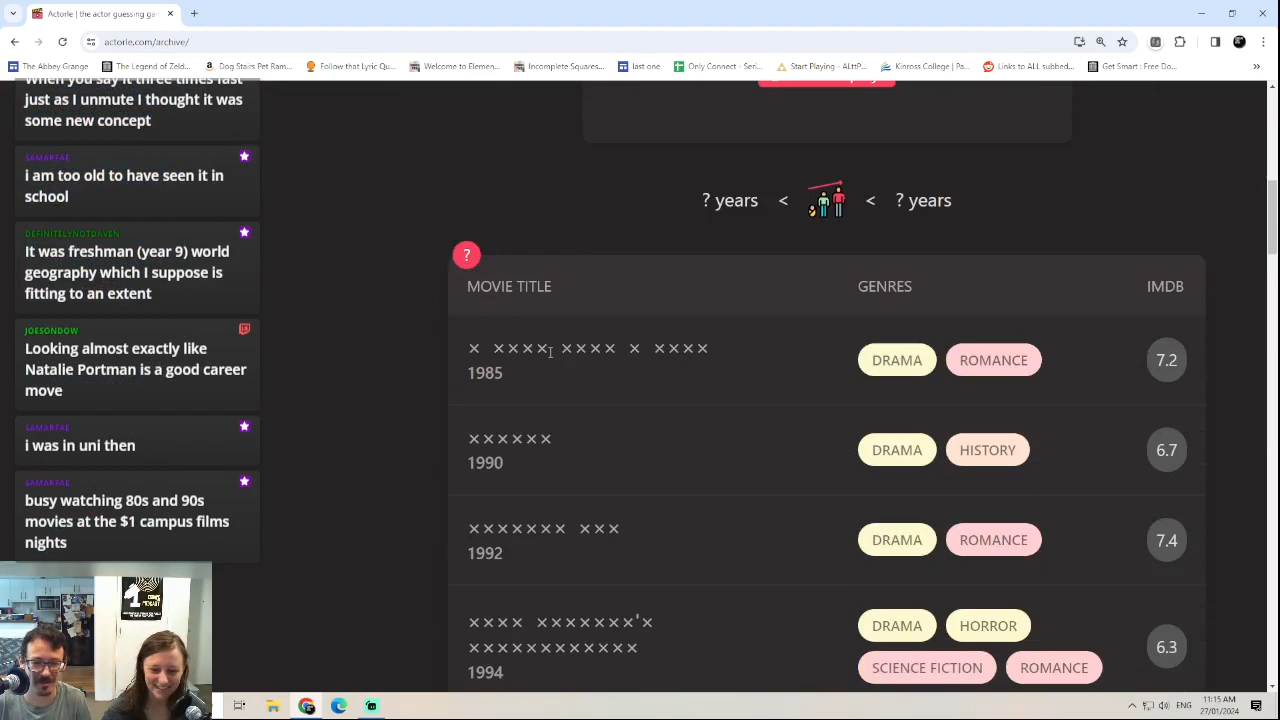 Actorle | the actor guessing ga
actorle.com/archive/
The Abbey Grange
The Legend of Zeld...
Dog Stairs Pet Ram...
Follow that Lyric Qu...
Welcome to Elemen...
Incomplete Squares...
last one
Only Connect - Seri...
Start Playing - ALttP...
Kinross College | Pa...
Links to ALL subbed...
Get Smart : Free Do...
when you say it three times fast
just as I unmute I thought it was
some new concept
SAMARFAE
i am too old to have seen it in
school
DEFINITELYNOTDAVEN
It was freshman (year 9) world
geography which I suppose is
fitting to an extent
JOESONDOW
Looking almost exactly like
Natalie Portman is a good career
move
SAMARFAE
i was in uni then
SAMARFAE
busy watching 80s and 90s
movies at the $1 campus films
nights
? years < < ? years
?
MOVIE TITLE GENRES IMDB
× ×××× ×××× × ××××
1985
DRAMA ROMANCE 7.2
××××××
1990
DRAMA HISTORY 6.7
××××××× ×××
1992
DRAMA ROMANCE 7.4
×××× ×××××××'×
××××××××××××
1994
DRAMA HORROR
SCIENCE FICTION ROMANCE
6.3
ENG
11:15 AM
27/01/2024